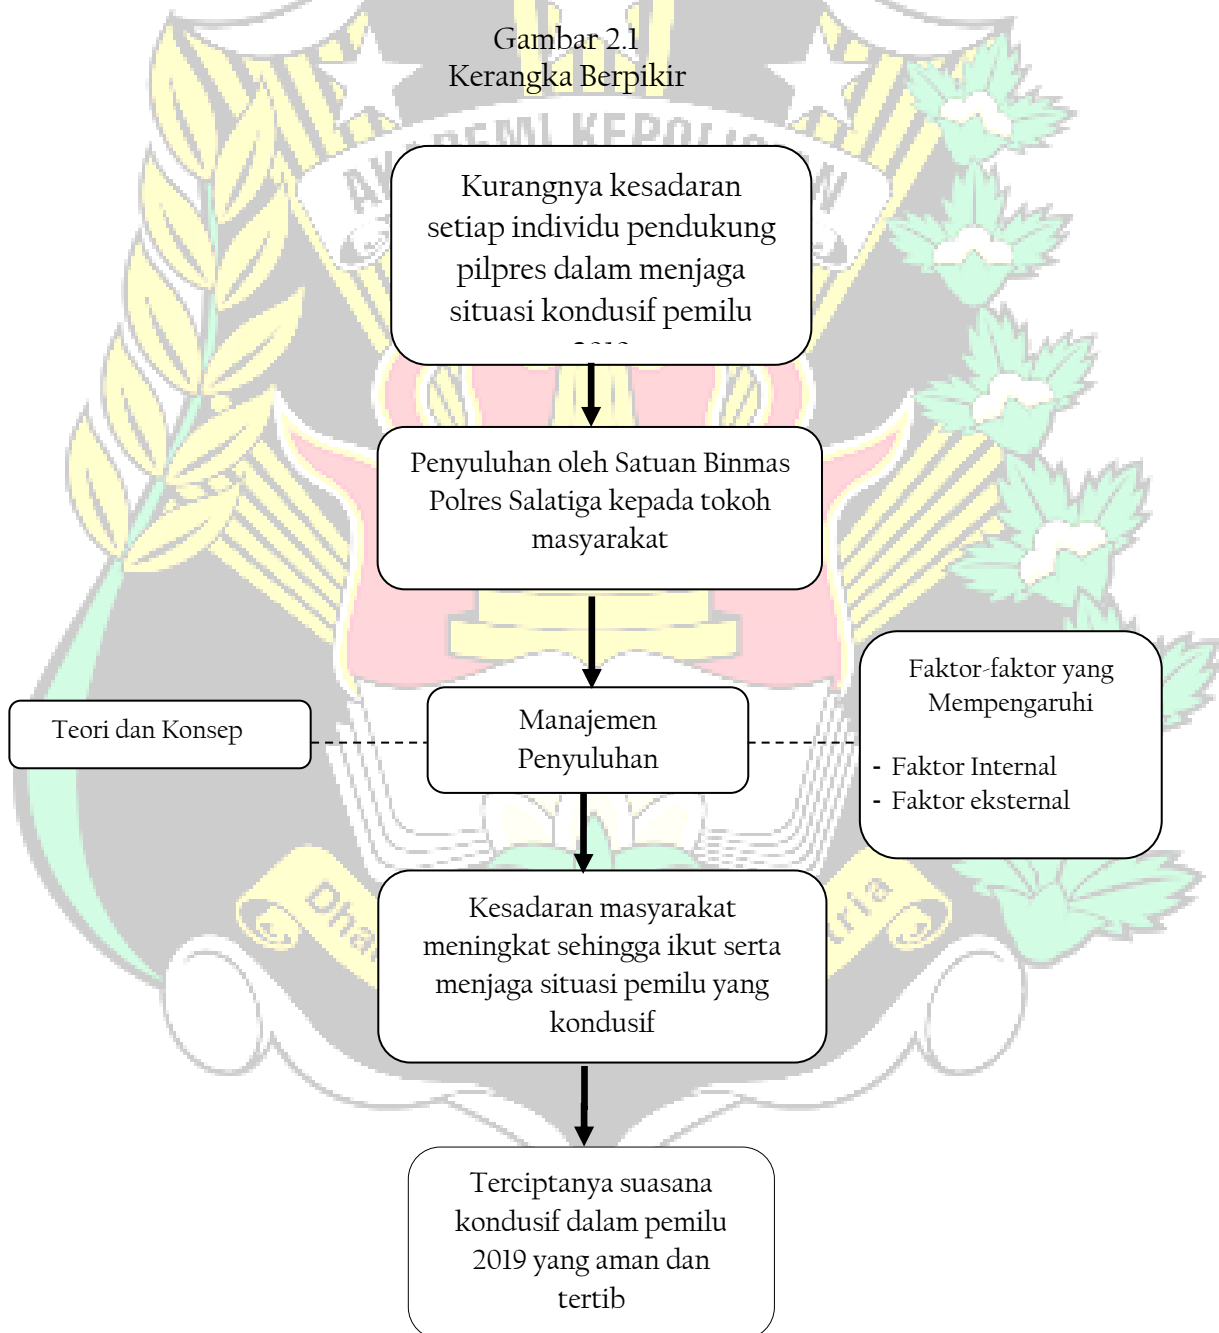 Gambar 2.1
Kerangka Berpikir
Kurangnya kesadaran
setiap individu pendukung
pilpres dalam menjaga
situasi kondusif pemilu
Penyuluhan oleh Satuan Binmas
Polres Salatiga kepada tokoh
masyarakat
Teori dan Konsep
Manajemen
Penyuluhan
Faktor-faktor yang
Mempengaruhi
- Faktor Internal
- Faktor eksternal
Kesadaran masyarakat
meningkat sehingga ikut serta
menjaga situasi pemilu yang
kondusif
Terciptanya suasana
kondusif dalam pemilu
2019 yang aman dan
tertib